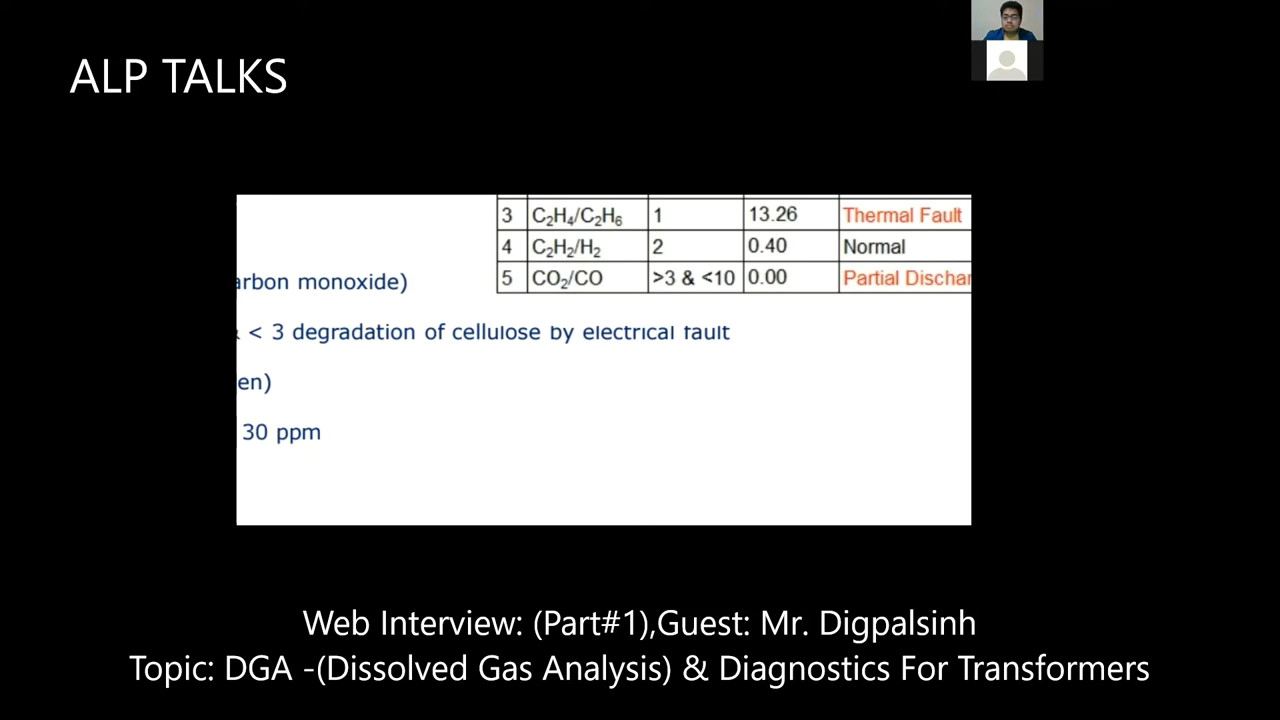 ALP TALKS
3 C₂H₄/C₂H₆ 1 13.26 Thermal Fault
4 C₂H₂/H₂ 2 0.40 Normal
5 CO₂/CO >3 & <10 0.00 Partial Dischar
arbon monoxide)
& < 3 degradation of cellulose by electrical fault
en)
30 ppm
Web Interview: (Part#1),Guest: Mr. Digpalsinh
Topic: DGA -(Dissolved Gas Analysis) & Diagnostics For Transformers